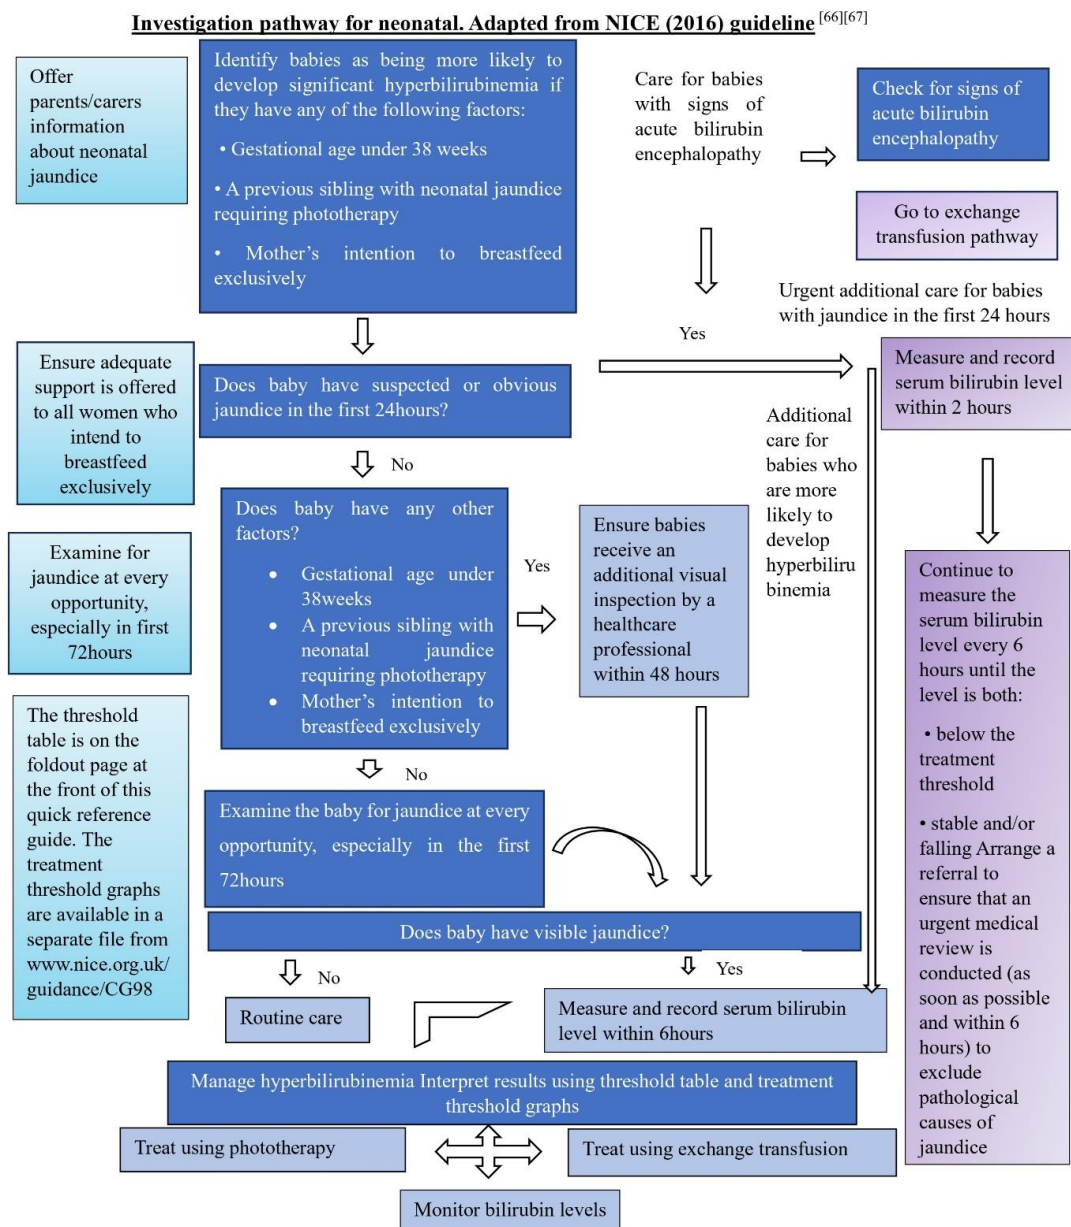 Investigation pathway for neonatal. Adapted from NICE (2016) guideline [66][67]
Offer
parents/carers
information
about neonatal
jaundice
Identify babies as being more likely to
develop significant hyperbilirubinemia if
they have any of the following factors:
• Gestational age under 38 weeks
• A previous sibling with neonatal jaundice
requiring phototherapy
• Mother's intention to breastfeed
exclusively
Care for babies
with signs of
acute bilirubin
encephalopathy
Check for signs of
acute bilirubin
encephalopathy
Go to exchange
transfusion pathway
Urgent additional care for babies
with jaundice in the first 24 hours
Yes
Ensure adequate
support is offered
to all women who
intend to
breastfeed
exclusively
Does baby have suspected or obvious
jaundice in the first 24hours?
Measure and record
serum bilirubin level
within 2 hours
Additional
care for
babies who
are more
likely to
develop
hyperbiliru
binemia
No
Examine for
jaundice at every
opportunity,
especially in first
72hours
Does baby have any other
factors?
• Gestational age under
38weeks
• A previous sibling with
neonatal jaundice
requiring phototherapy
• Mother's intention to
breastfeed exclusively
Yes
Ensure babies
receive an
additional visual
inspection by a
healthcare
professional
within 48 hours
Continue to
measure the
serum bilirubin
level every 6
hours until the
level is both:
• below the
treatment
threshold
• stable and/or
falling Arrange a
referral to
ensure that an
urgent medical
review is
conducted (as
soon as possible
and within 6
hours) to
exclude
pathological
causes of
jaundice
The threshold
table is on the
foldout page at
the front of this
quick reference
guide. The
treatment
threshold graphs
are available in a
separate file from
www.nice.org.uk/
guidance/CG98
No
Examine the baby for jaundice at every
opportunity, especially in the first
72hours
Does baby have visible jaundice?
No
Yes
Routine care
Measure and record serum bilirubin
level within 6hours
Manage hyperbilirubinemia Interpret results using threshold table and treatment
threshold graphs
Treat using phototherapy
Treat using exchange transfusion
Monitor bilirubin levels